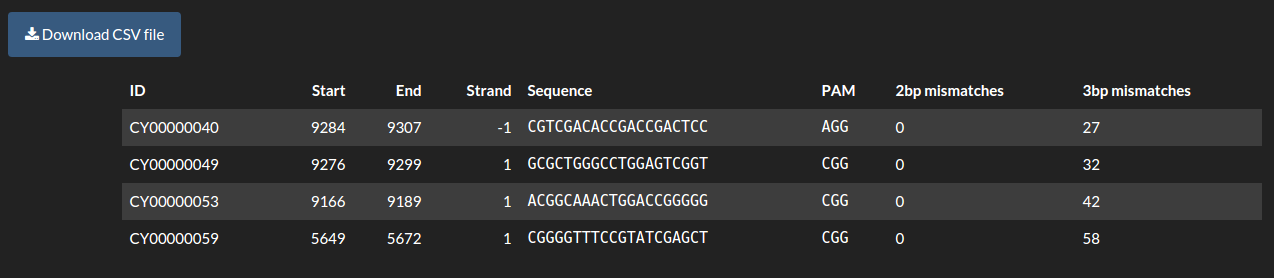 Download CSV file
ID Start End Strand Sequence PAM 2bp mismatches 3bp mismatches
CY00000040 9284 9307 -1 CGTCGACACCGACCGACTCC AGG 0 27
CY00000049 9276 9299 1 GCGCTGGGCCTGGAGTCGGT CGG 0 32
CY00000053 9166 9189 1 ACGGCAAACTGGACCGGGGG CGG 0 42
CY00000059 5649 5672 1 CGGGGTTTCCGTATCGAGCT CGG 0 58